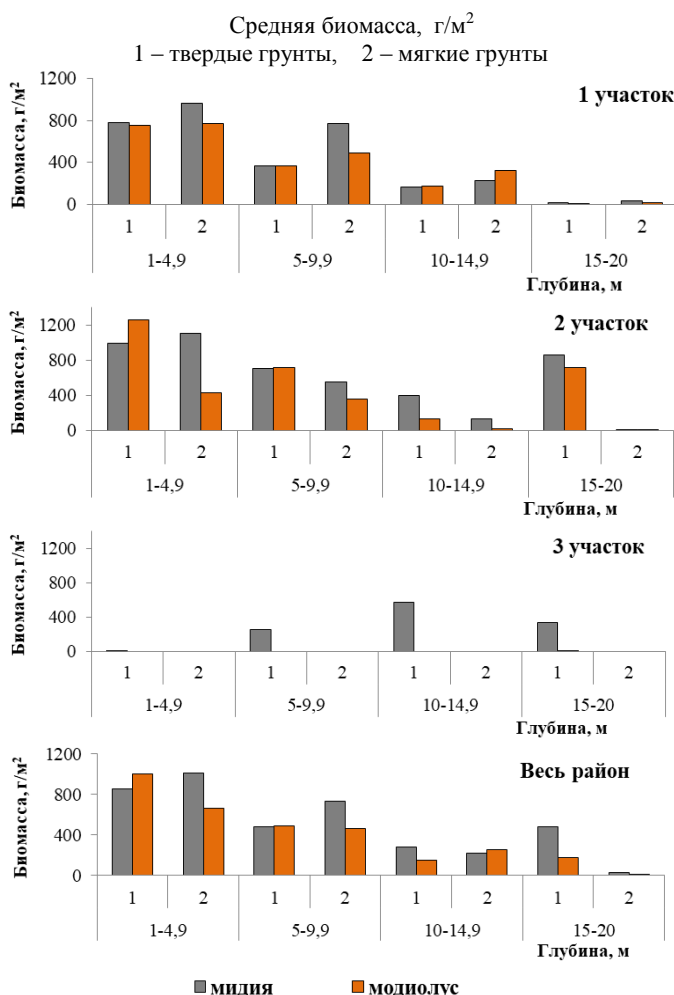 Средняя биомасса, г/м²
1 – твердые грунты, 2 – мягкие грунты
1 участок
Биомасса, г/м²
1200
800
400
0
1 2 1 2 1 2 1 2
1-4,9 5-9,9 10-14,9 15-20
Глубина, м
2 участок
Биомасса, г/м²
1200
800
400
0
1 2 1 2 1 2 1 2
1-4,9 5-9,9 10-14,9 15-20
Глубина, м
3 участок
Биомасса, г/м²
1200
800
400
0
1 2 1 2 1 2 1 2
1-4,9 5-9,9 10-14,9 15-20
Глубина, м
Весь район
Биомасса, г/м²
1200
800
400
0
1 2 1 2 1 2 1 2
1-4,9 5-9,9 10-14,9 15-20
Глубина, м
мидия модиолус